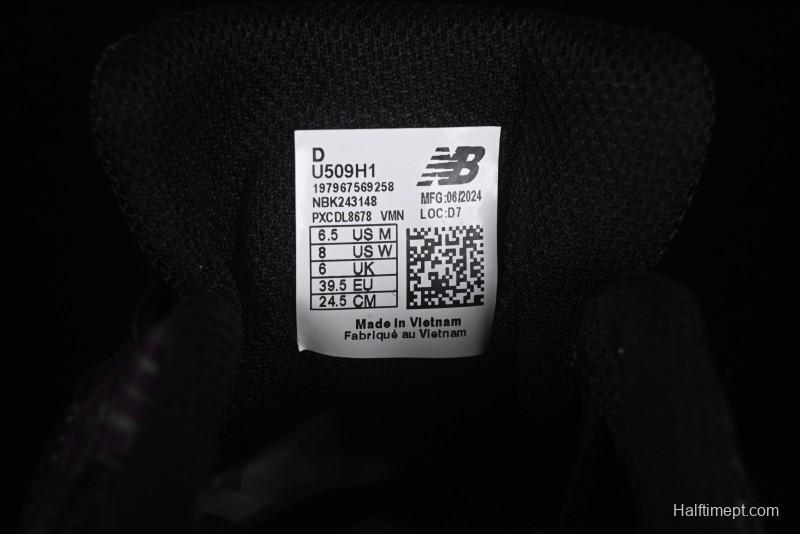 D
U509H1
197967569258
NBK243148
PXCDL8678 VMN
NB
MFG:06/2024
LOC:D7
6.5 US M
8 US W
6 UK
39.5 EU
24.5 CM
Made in Vietnam
Fabriqué au Vietnam
Halftimept.com/